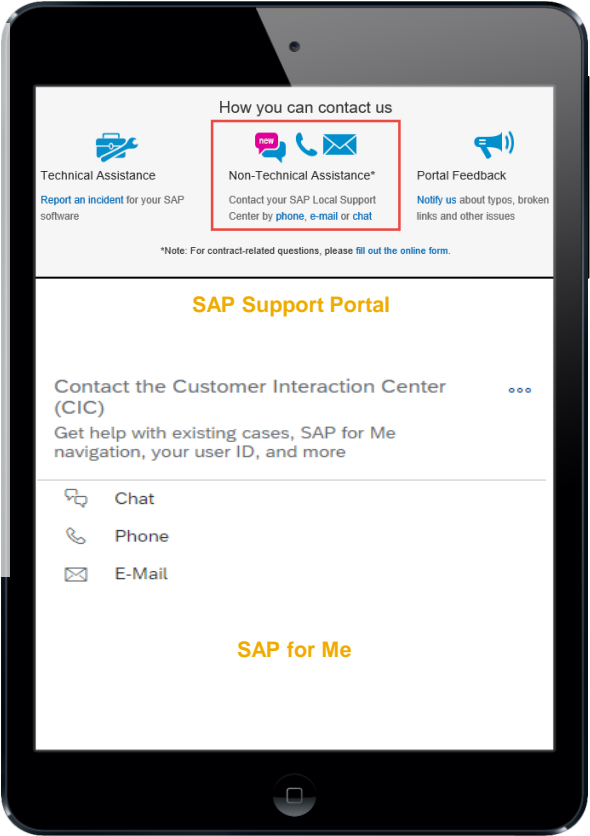 How you can contact us
new
Technical Assistance
Report an incident for your SAP
software
Non-Technical Assistance*
Contact your SAP Local Support
Center by phone, e-mail or chat
Portal Feedback
Notify us about typos, broken
links and other issues
*Note: For contract-related questions, please fill out the online form.
SAP Support Portal
Contact the Customer Interaction Center
(CIC)
Get help with existing cases, SAP for Me
navigation, your user ID, and more
Chat
Phone
E-Mail
SAP for Me